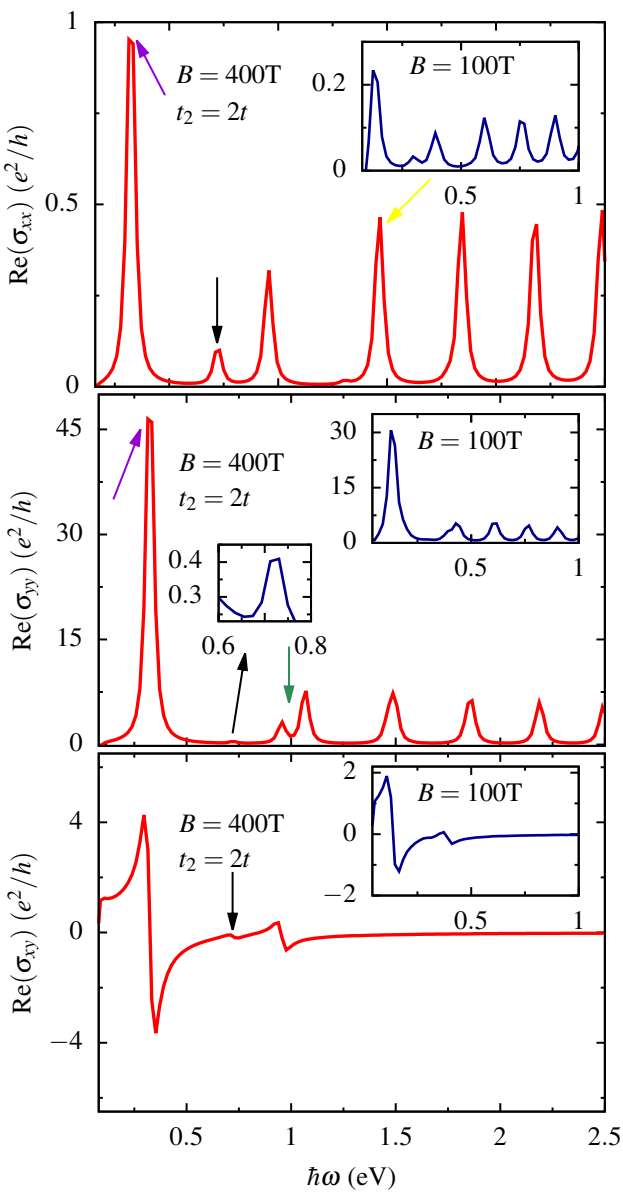 Re(σxx) (e²/h)
1
0.5
0
B = 400T
t₂ = 2t
B = 100T
0.2
0
0.5
1
Re(σyy) (e²/h)
45
30
15
0
B = 400T
t₂ = 2t
B = 100T
30
15
0
0.5
1
0.4
0.3
0.6
0.8
Re(σxy) (e²/h)
4
0
−4
B = 400T
t₂ = 2t
B = 100T
2
0
−2
0.5
1
0.5
1
1.5
2
2.5
ħω (eV)